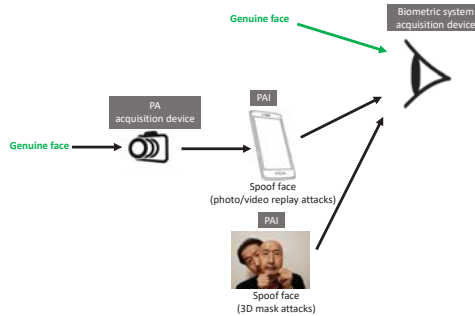 Biometric system
acquisition device
Genuine face
PAI
PA
acquisition device
Genuine face
Spoof face
(photo/video replay attacks)
PAI
Spoof face
(3D mask attacks)